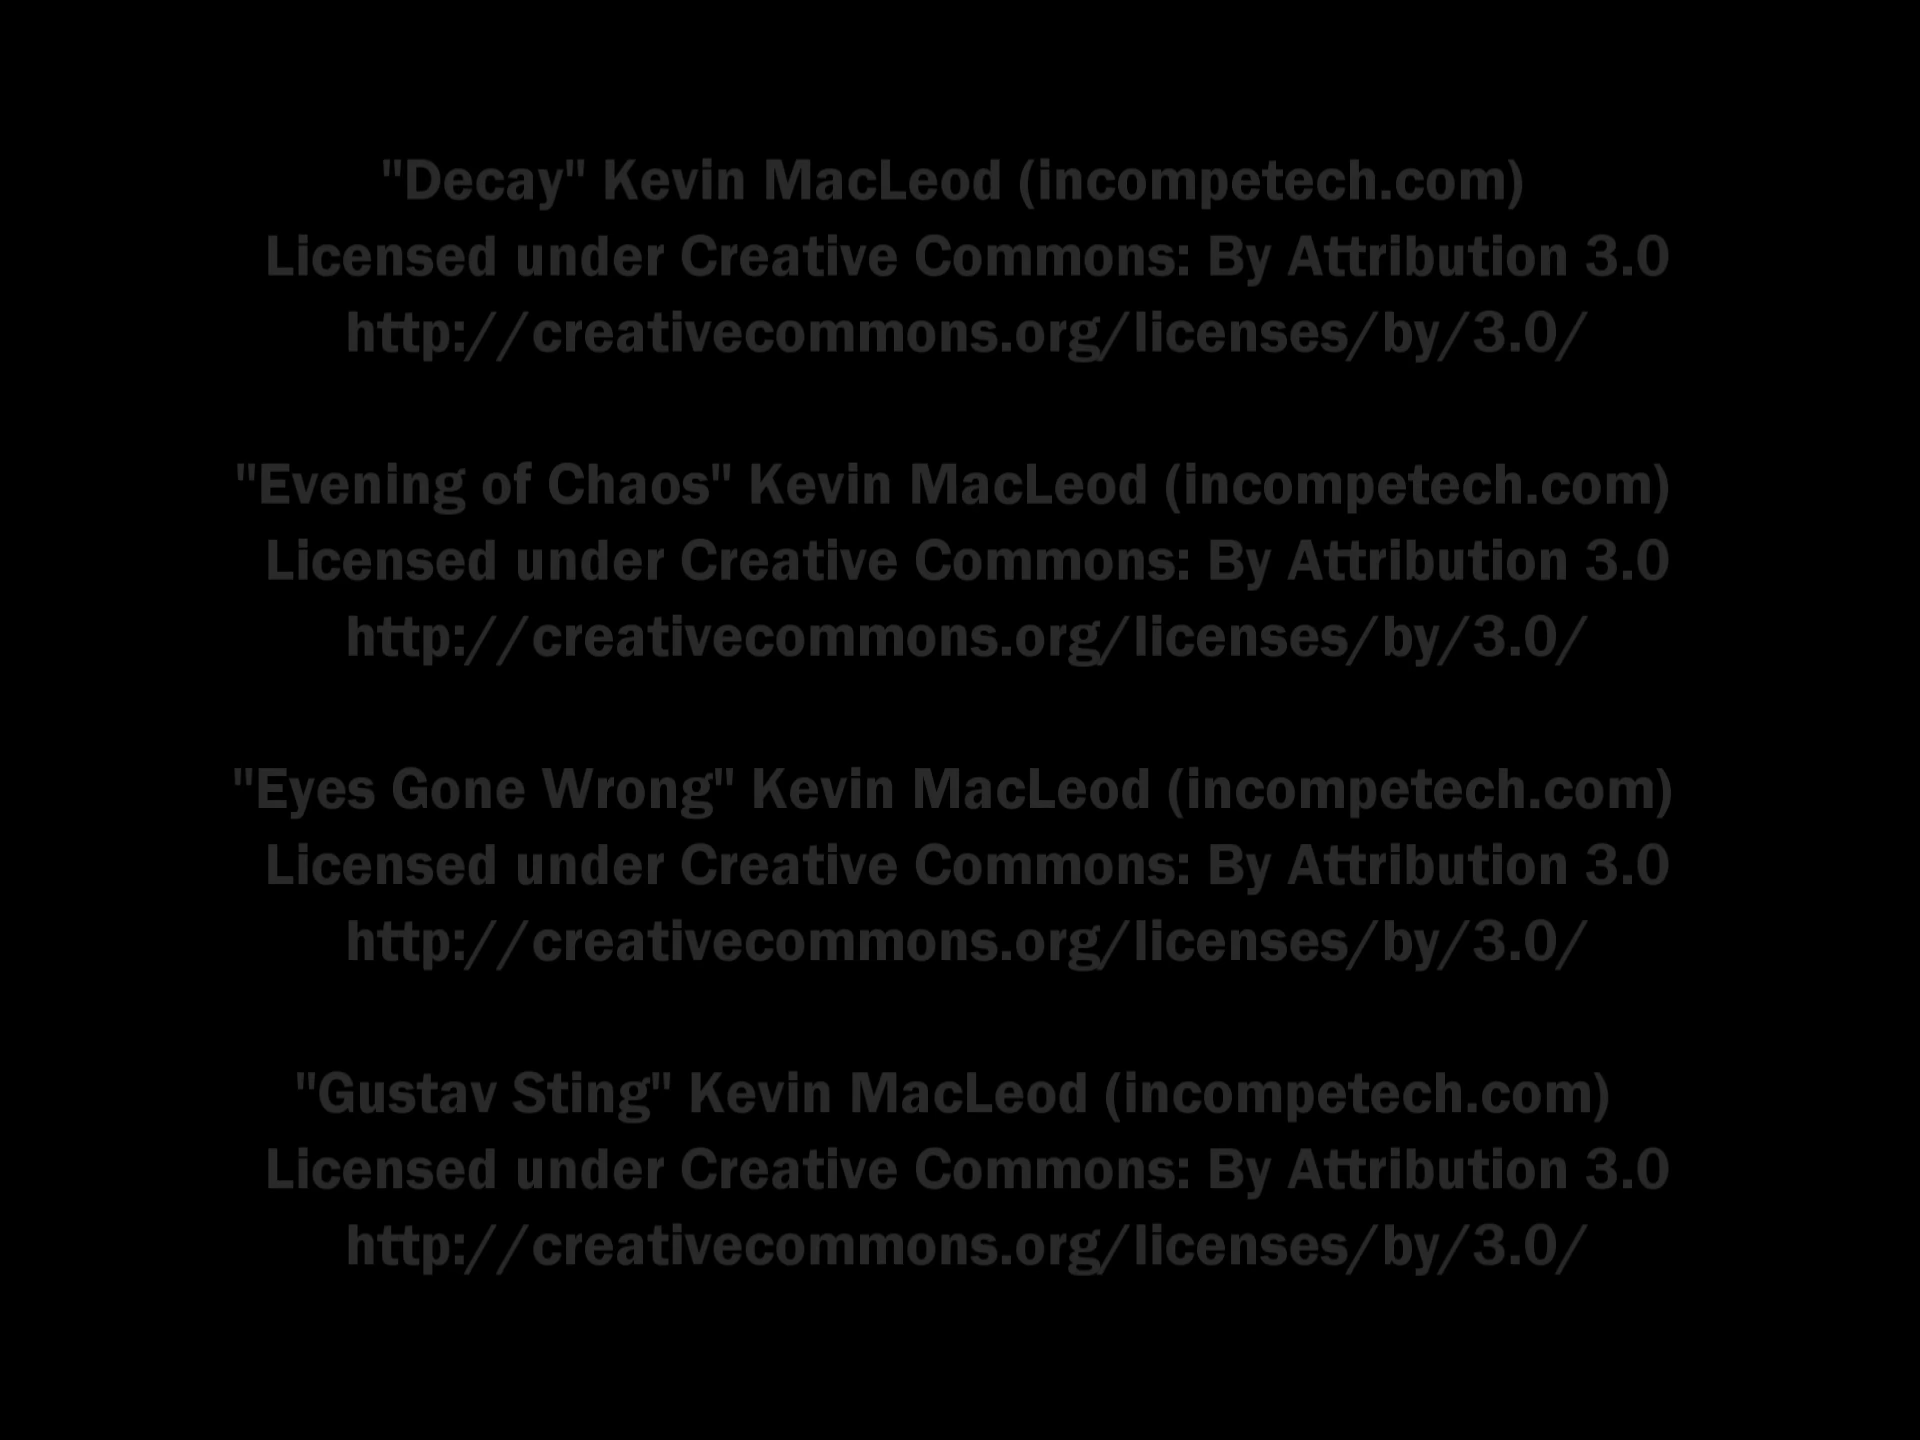 "Decay" Kevin MacLeod (incompetech.com)
Licensed under Creative Commons: By Attribution 3.0
http://creativecommons.org/licenses/by/3.0/
"Evening of Chaos" Kevin MacLeod (incompetech.com)
Licensed under Creative Commons: By Attribution 3.0
http://creativecommons.org/licenses/by/3.0/
"Eyes Gone Wrong" Kevin MacLeod (incompetech.com)
Licensed under Creative Commons: By Attribution 3.0
http://creativecommons.org/licenses/by/3.0/
"Gustav Sting" Kevin MacLeod (incompetech.com)
Licensed under Creative Commons: By Attribution 3.0
http://creativecommons.org/licenses/by/3.0/